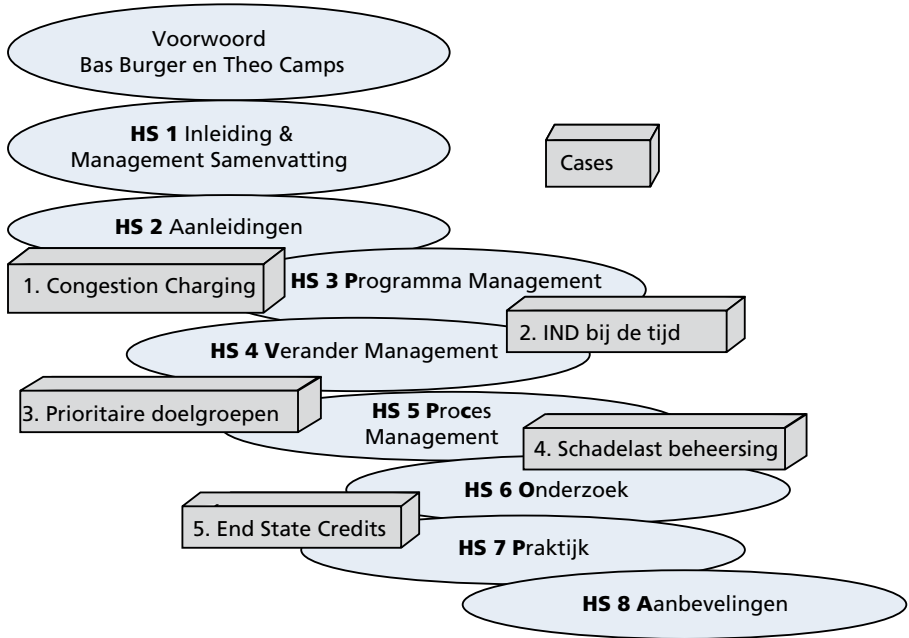 Voorwoord
Bas Burger en Theo Camps
HS 1 Inleiding &
Management Samenvatting
Cases
HS 2 Aanleidingen
1. Congestion Charging
HS 3 Programma Management
2. IND bij de tijd
HS 4 Verander Management
3. Prioritaire doelgroepen
HS 5 Proces
Management
4. Schadelast beheersing
HS 6 Onderzoek
5. End State Credits
HS 7 Praktijk
HS 8 Aanbevelingen